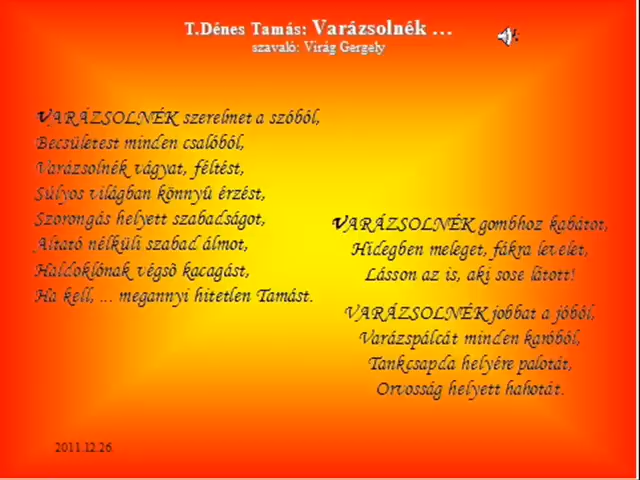 T.Dénes Tamás: Varázsolnék ...
szavaló: Virág Gergely
VARÁZSOLNÉK szerelmet a szóból,
Becsületest minden csalóból,
Varázsolnék vágyat, féltést,
Súlyos világban könnyû érzést,
Szorongás helyett szabadságot,
Altató nélküli szabad álmot,
Haldoklónak végsõ kacagást,
Ha kell, ... megannyi hitetlen Tamást.
VARÁZSOLNÉK gombhoz kabátot,
Hidegben meleget, fákra levelet,
Lásson az is, aki sose látott!
VARÁZSOLNÉK jobbat a jóból,
Varázspálcát minden karóból,
Tankcsapda helyére palotát,
Orvosság helyett hahotát.
2011.12.26.